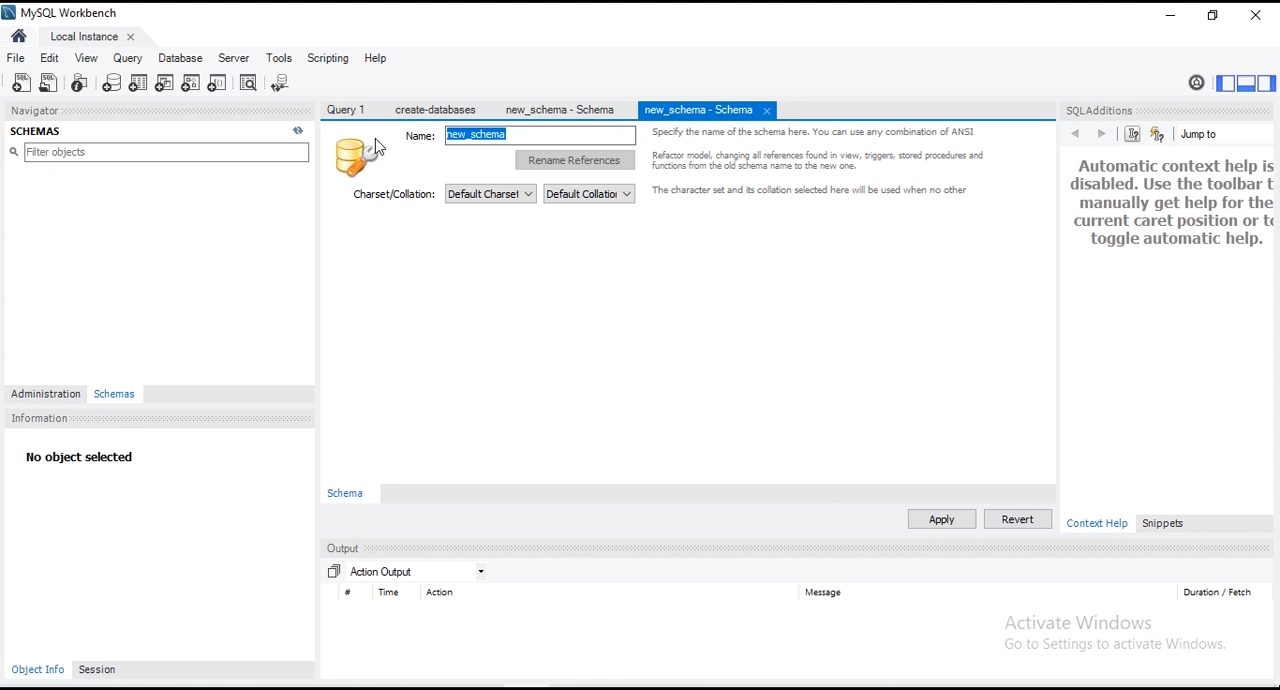 MySQL Workbench
Local Instance
File Edit View Query Database Server Tools Scripting Help
Navigator
SCHEMAS
Filter objects
Administration Schemas
Information
No object selected
Object Info Session
Query 1 create-databases new_schema - Schema new_schema - Schema
Name: new_schema Specify the name of the schema here. You can use any combination of ANSI
Rename References Refactor model, changing all references found in view, triggers, stored procedures and
functions from the old schema name to the new one.
Charset/Collation: Default Charset Default Collation The character set and its collation selected here will be used when no other
Schema
Apply Revert
SQLAdditions
Jump to
Automatic context help is
disabled. Use the toolbar t
manually get help for the
current caret position or to
toggle automatic help.
Context Help Snippets
Output
Action Output
# Time Action Message Duration / Fetch
Activate Windows
Go to Settings to activate Windows.